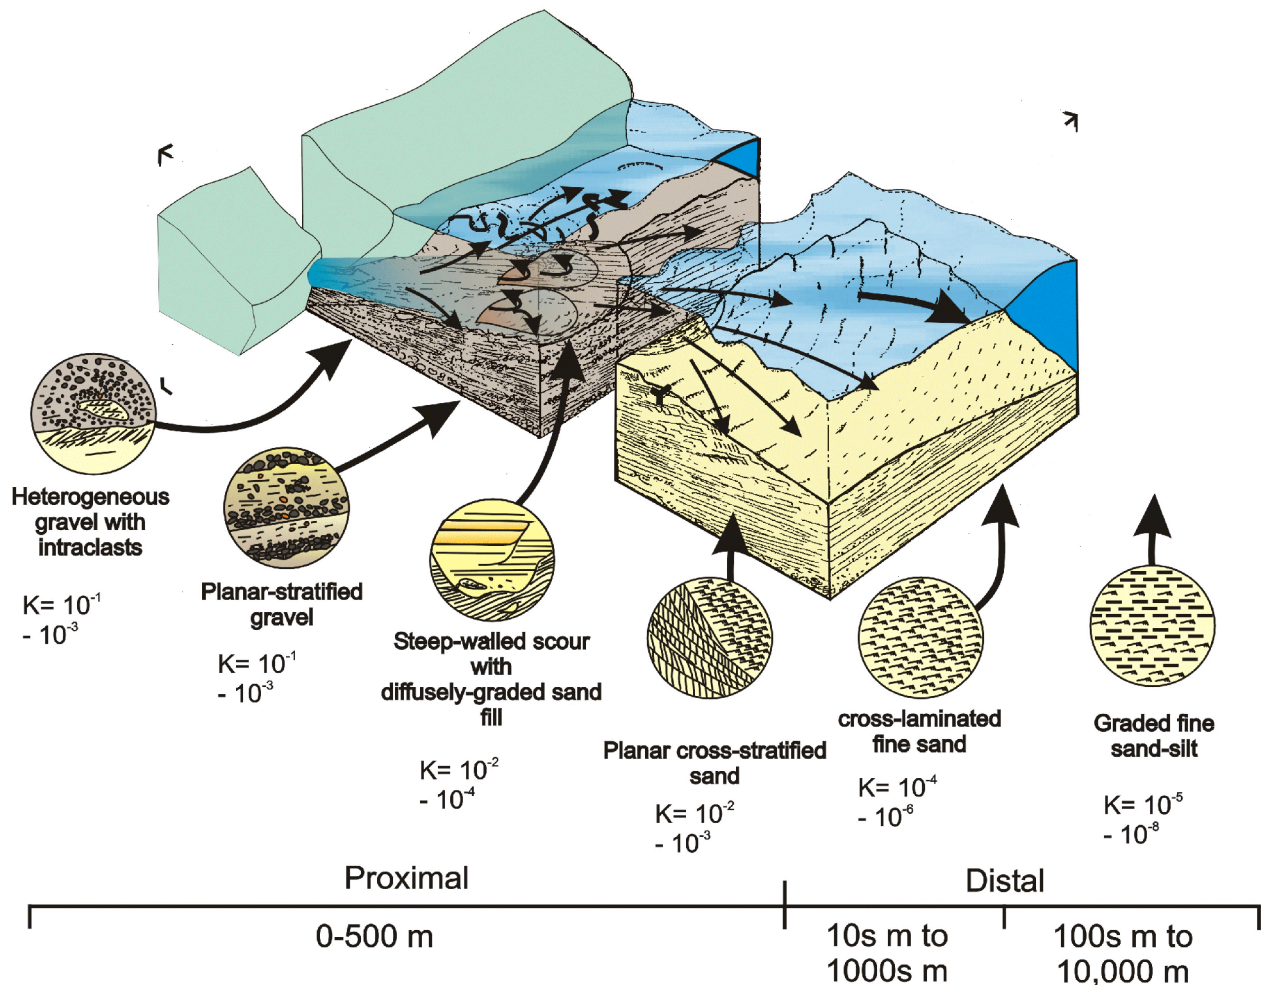 Heterogeneous
gravel with
intraclasts
K= 10⁻¹
- 10⁻³
Planar-stratified
gravel
K= 10⁻¹
- 10⁻³
Steep-walled scour
with
diffusely-graded sand
fill
K= 10⁻²
- 10⁻⁴
Planar cross-stratified
sand
K= 10⁻²
- 10⁻³
cross-laminated
fine sand
K= 10⁻⁴
- 10⁻⁶
Graded fine
sand-silt
K= 10⁻⁵
- 10⁻⁸
Proximal
Distal
0-500 m
10s m to
1000s m
100s m to
10,000 m